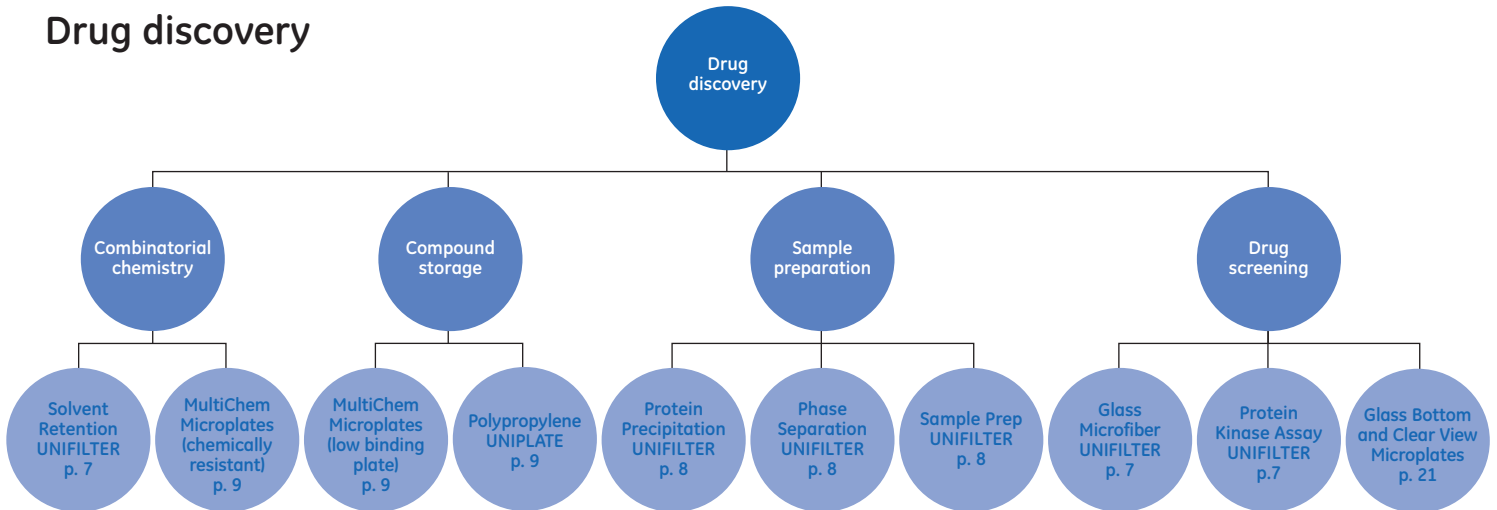 Drug discovery
Drug
discovery
Combinatorial
chemistry
Compound
storage
Sample
preparation
Drug
screening
Solvent
Retention
UNIFILTER
p. 7
MultiChem
Microplates
(chemically
resistant)
p. 9
MultiChem
Microplates
(low binding
plate)
p. 9
Polypropylene
UNIPLATE
p. 9
Protein
Precipitation
UNIFILTER
p. 8
Phase
Separation
UNIFILTER
p. 8
Sample Prep
UNIFILTER
p. 8
Glass
Microfiber
UNIFILTER
p. 7
Protein
Kinase Assay
UNIFILTER
p.7
Glass Bottom
and Clear View
Microplates
p. 21